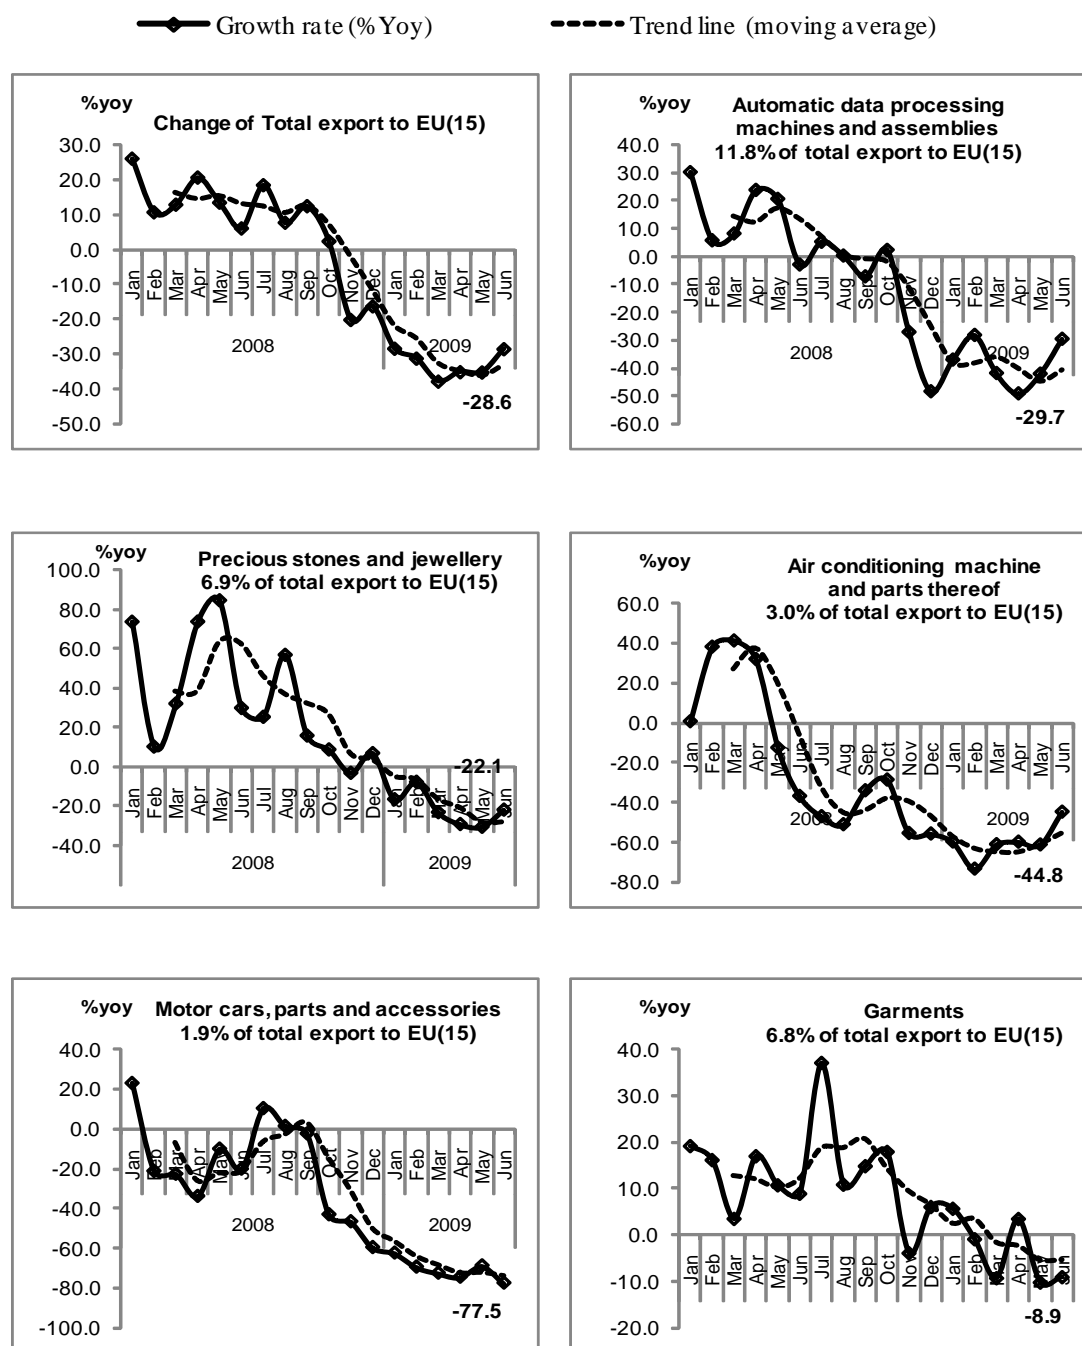 Growth rate (%Yoy) Trend line (moving average)
%yoy
Change of Total export to EU(15)
30.0
20.0
10.0
0.0
-10.0
-20.0
-30.0
-40.0
-50.0
Jan Feb Mar Apr May Jun Jul Aug Sep Oct Nov Dec Jan Feb Mar Apr May Jun
2008 2009
-28.6
%yoy
Automatic data processing
machines and assemblies
11.8% of total export to EU(15)
40.0
30.0
20.0
10.0
0.0
-10.0
-20.0
-30.0
-40.0
-50.0
-60.0
Jan Feb Mar Apr May Jun Jul Aug Sep Oct Nov Dec Jan Feb Mar Apr May Jun
2008 2009
-29.7
%yoy
Precious stones and jewellery
6.9% of total export to EU(15)
100.0
80.0
60.0
40.0
20.0
0.0
-20.0
-40.0
Jan Feb Mar Apr May Jun Jul Aug Sep Oct Nov Dec Jan Feb Mar Apr May Jun
2008 2009
-22.1
%yoy
Air conditioning machine
and parts thereof
3.0% of total export to EU(15)
60.0
40.0
20.0
0.0
-20.0
-40.0
-60.0
-80.0
Jan Feb Mar Apr May Jun Jul Aug Sep Oct Nov Dec Jan Feb Mar Apr May Jun
2008 2009
-44.8
%yoy
Motor cars, parts and accessories
1.9% of total export to EU(15)
40.0
20.0
0.0
-20.0
-40.0
-60.0
-80.0
-100.0
Jan Feb Mar Apr May Jun Jul Aug Sep Oct Nov Dec Jan Feb Mar Apr May Jun
2008 2009
-77.5
%yoy
Garments
6.8% of total export to EU(15)
40.0
30.0
20.0
10.0
0.0
-10.0
-20.0
Jan Feb Mar Apr May Jun Jul Aug Sep Oct Nov Dec Jan Feb Mar Apr May Jun
-8.9